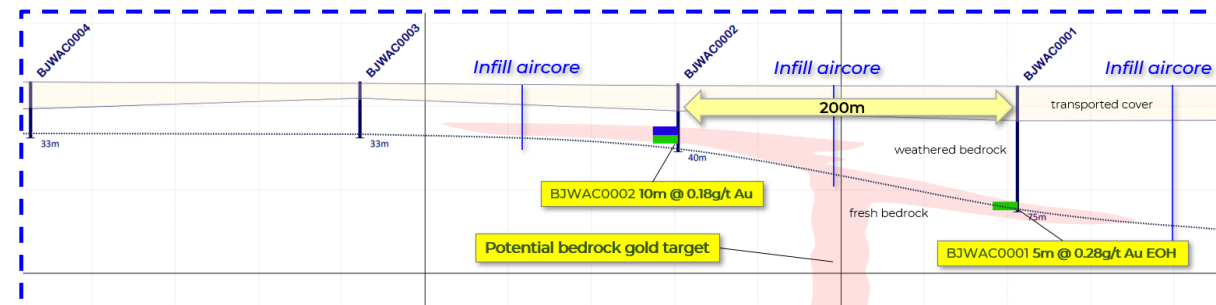 BJWAC0004
BJWAC0003
BJWAC0002
BJWAC0001
Infill aircore
Infill aircore
Infill aircore
200m
transported cover
weathered bedrock
33m
33m
40m
BJWAC0002 10m @ 0.18g/t Au
fresh bedrock
75m
Potential bedrock gold target
BJWAC0001 5m @ 0.28g/t Au EOH